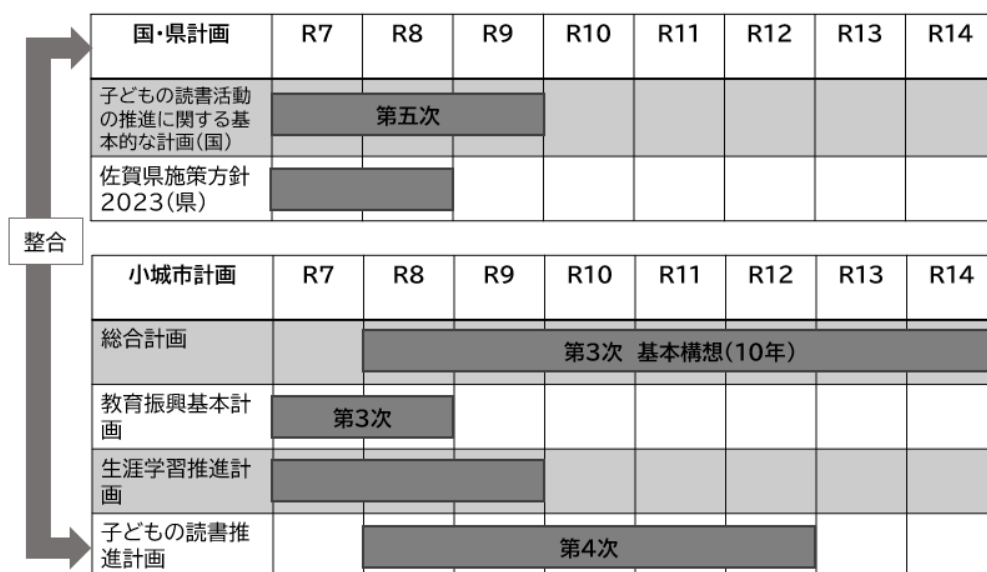 国・県計画 R7 R8 R9 R10 R11 R12 R13 R14
子どもの読書活動
の推進に関する基
本的な計画(国)
第五次
佐賀県施策方針
2023(県)
整合
小城市計画 R7 R8 R9 R10 R11 R12 R13 R14
総合計画
第3次 基本構想(10年)
教育振興基本計
画
第3次
生涯学習推進計
画
子どもの読書推
進計画
第4次